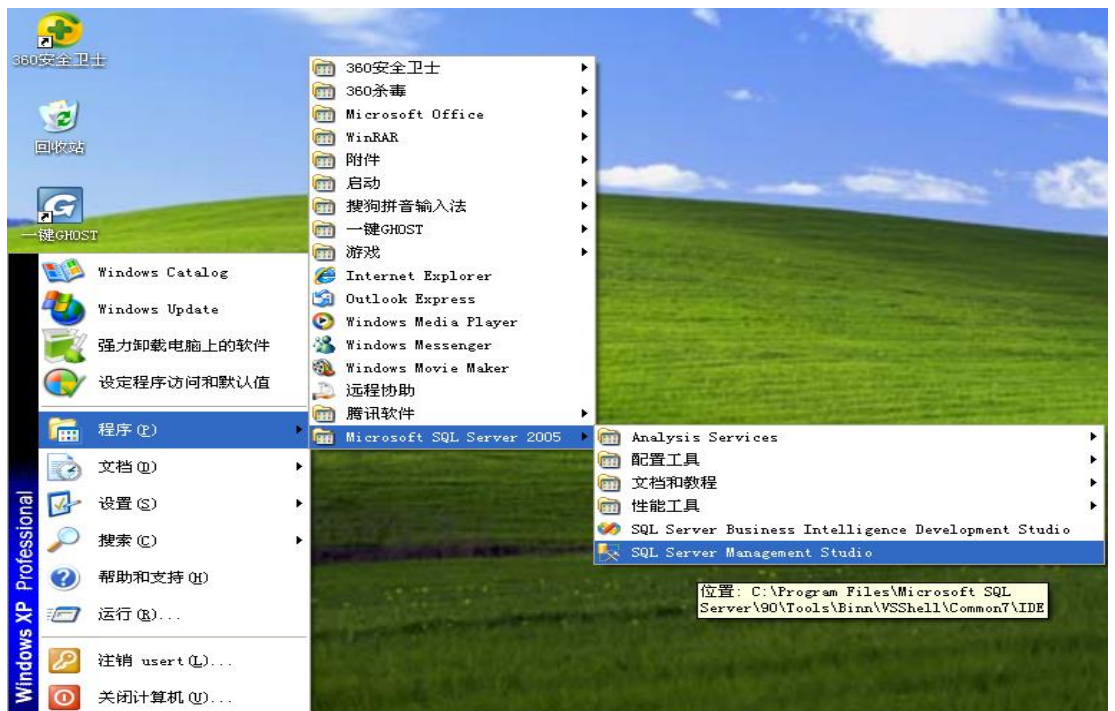 360安全卫士
回收站
一键GHOST
Windows Catalog
Windows Update
强力卸载电脑上的软件
设定程序访问和默认值
程序(P)
文档(D)
设置(S)
搜索(C)
帮助和支持(H)
运行(R)...
注销 usert(L)...
关闭计算机(U)...
Windows XP Professional
360安全卫士
360杀毒
Microsoft Office
WinRAR
附件
启动
搜狗拼音输入法
一键GHOST
游戏
Internet Explorer
Outlook Express
Windows Media Player
Windows Messenger
Windows Movie Maker
远程协助
腾讯软件
Microsoft SQL Server 2005
Analysis Services
配置工具
文档和教程
性能工具
SQL Server Business Intelligence Development Studio
SQL Server Management Studio
位置: C:\Program Files\Microsoft SQL
Server\90\Tools\Binn\VSShell\Common7\IDE